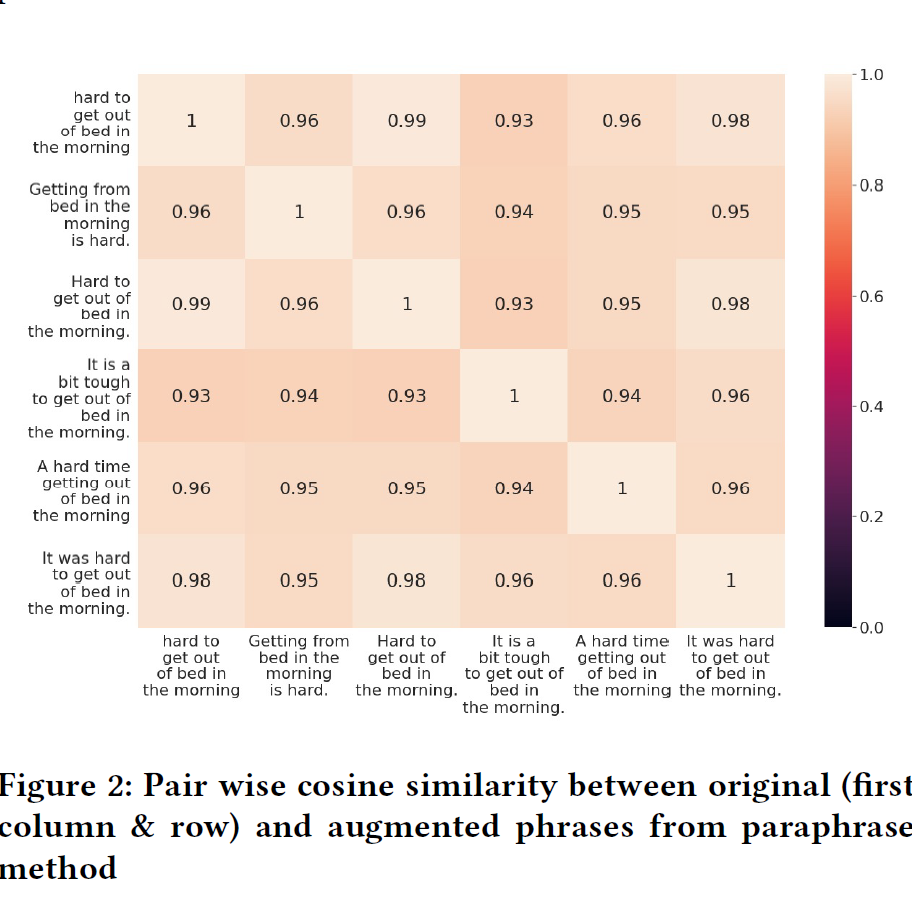 hard to
get out
of bed in
the morning
1 0.96 0.99 0.93 0.96 0.98
Getting from
bed in the
morning
is hard.
0.96 1 0.96 0.94 0.95 0.95
Hard to
get out of
bed in
the morning.
0.99 0.96 1 0.93 0.95 0.98
It is a
bit tough
to get out of
bed in
the morning.
0.93 0.94 0.93 1 0.94 0.96
A hard time
getting out
of bed in
the morning
0.96 0.95 0.95 0.94 1 0.96
It was hard
to get out
of bed in
the morning.
0.98 0.95 0.98 0.96 0.96 1
hard to
get out
of bed in
the morning
Getting from
bed in the
morning
is hard.
Hard to
get out of
bed in
the morning.
It is a
bit tough
to get out of
bed in
the morning.
A hard time
getting out
of bed in
the morning
It was hard
to get out
of bed in
the morning.
1.0
0.8
0.6
0.4
0.2
0.0
Figure 2: Pair wise cosine similarity between original (first
column & row) and augmented phrases from paraphrase
method